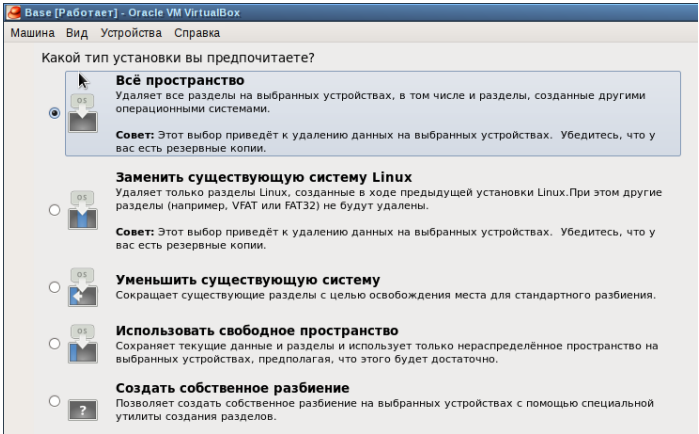 Base [Работает] - Oracle VM VirtualBox
Машина Вид Устройства Справка
Какой тип установки вы предпочитаете?
Всё пространство
Удаляет все разделы на выбранных устройствах, в том числе и разделы, созданные другими
операционными системами.
Совет: Этот выбор приведёт к удалению данных на выбранных устройствах. Убедитесь, что у
вас есть резервные копии.
OS
Заменить существующую систему Linux
Удаляет только разделы Linux, созданные в ходе предыдущей установки Linux.При этом другие
разделы (например, VFAT или FAT32) не будут удалены.
Совет: Этот выбор приведёт к удалению данных на выбранных устройствах. Убедитесь, что у
вас есть резервные копии.
OS
Уменьшить существующую систему
Сокращает существующие разделы с целью освобождения места для стандартного разбиения.
OS
Использовать свободное пространство
Сохраняет текущие данные и разделы и использует только нераспределённое пространство на
выбранных устройствах, предполагая, что этого будет достаточно.
OS
Создать собственное разбиение
Позволяет создать собственное разбиение на выбранных устройствах с помощью специальной
утилиты создания разделов.
?